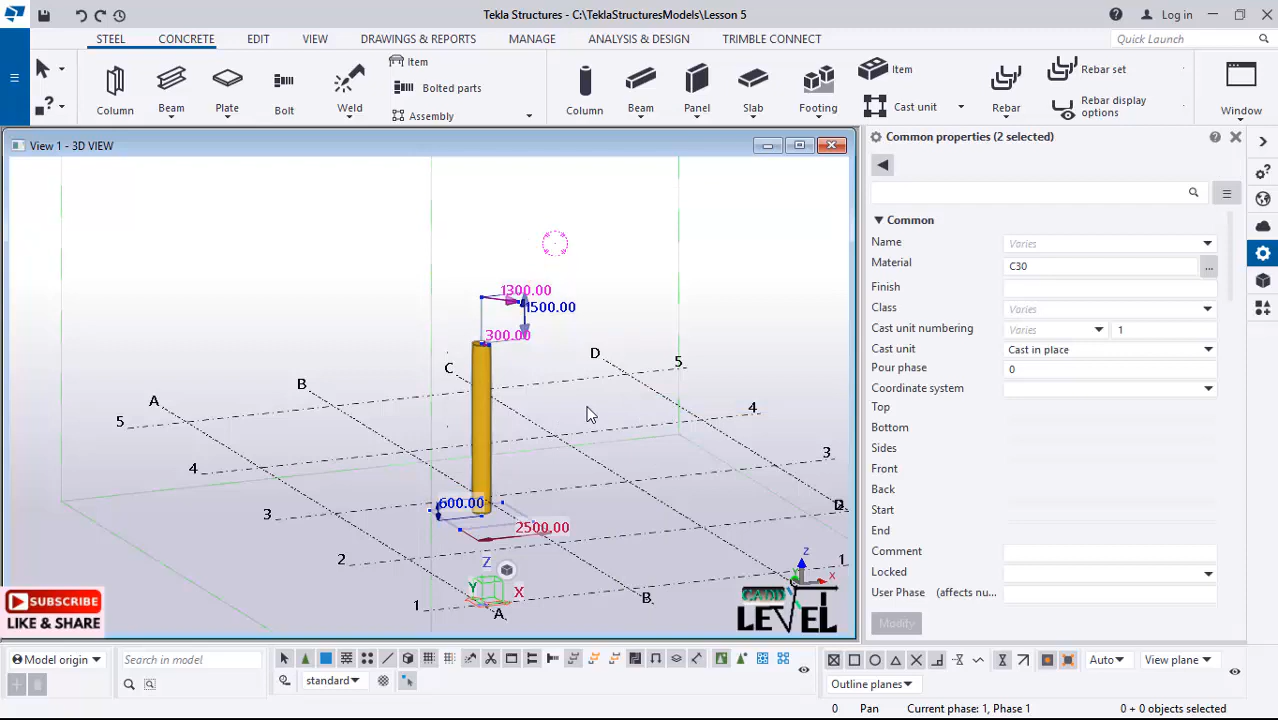 Tekla Structures - C:\TeklaStructuresModels\Lesson 5
Log in
STEEL CONCRETE EDIT VIEW DRAWINGS & REPORTS MANAGE ANALYSIS & DESIGN TRIMBLE CONNECT Quick Launch
Item
Bolted parts
Assembly
Column Beam Plate Bolt Weld
Column Beam Panel Slab Footing
Item
Cast unit
Rebar
Rebar set
Rebar display options
Window
View 1 - 3D VIEW
1300.00
1500.00
300.00
600.00
2500.00
A B C D 5
5 4
4 3
3 2
2 1
1 A B
Z
Y X
z
x
SUBSCRIBE
LIKE & SHARE
CADD
LEVEL
Common properties (2 selected)
Common
Name Varies
Material C30 ...
Finish
Class Varies
Cast unit numbering Varies 1
Cast unit Cast in place
Pour phase 0
Coordinate system
Top
Bottom
Sides
Front
Back
Start
End
Comment
Locked
User Phase (affects nu...
Modify
Model origin Search in model
standard
Auto View plane
Outline planes
0 Pan Current phase: 1, Phase 1 0 + 0 objects selected